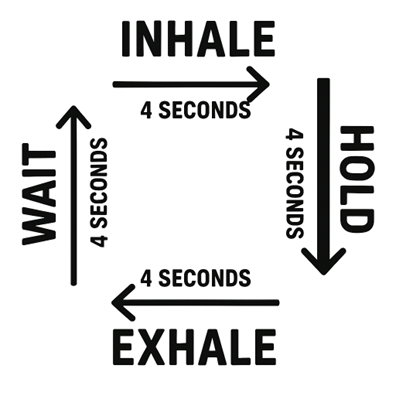 INHALE
4 SECONDS
HOLD
4 SECONDS
EXHALE
4 SECONDS
WAIT
4 SECONDS